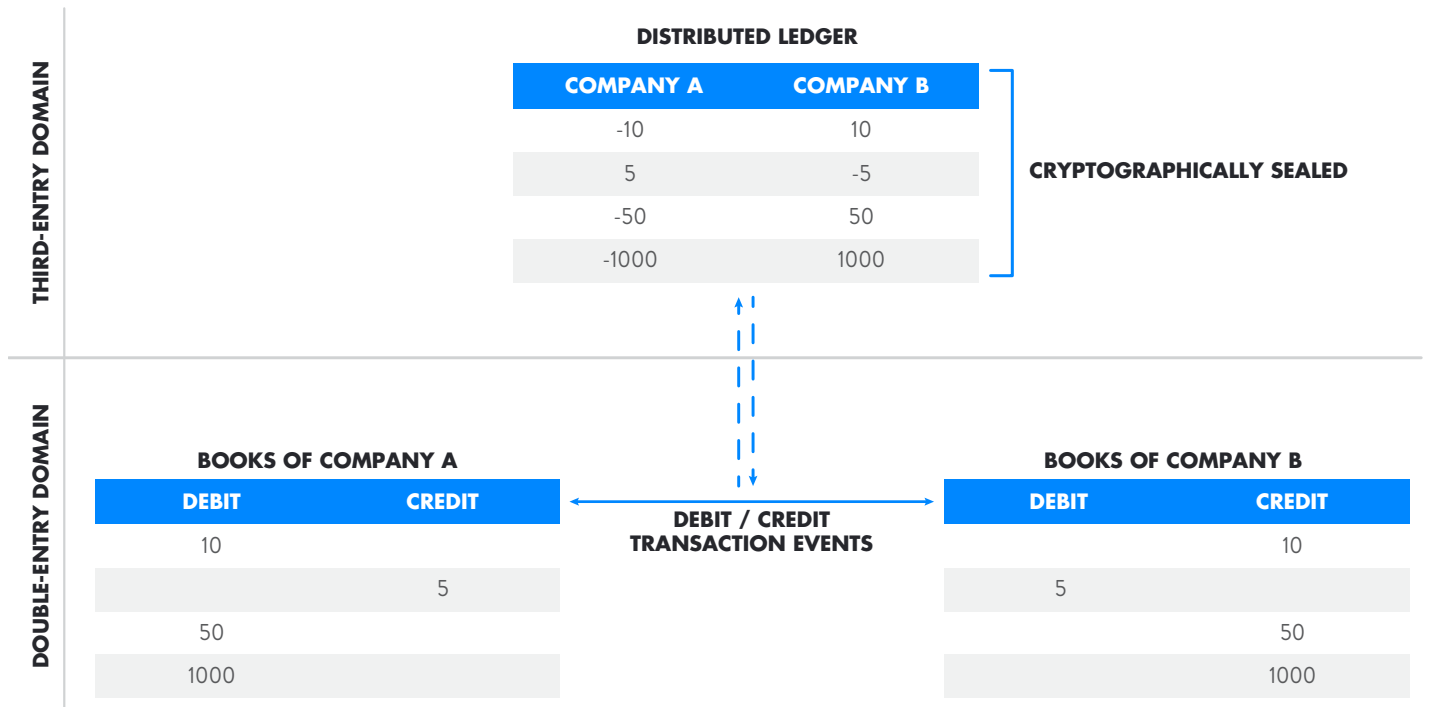 THIRD-ENTRY DOMAIN
DISTRIBUTED LEDGER
COMPANY A COMPANY B
-10 10
5 -5
-50 50
-1000 1000
CRYPTOGRAPHICALLY SEALED
DOUBLE-ENTRY DOMAIN
BOOKS OF COMPANY A
DEBIT CREDIT
10
5
50
1000
DEBIT / CREDIT
TRANSACTION EVENTS
BOOKS OF COMPANY B
DEBIT CREDIT
10
5
50
1000